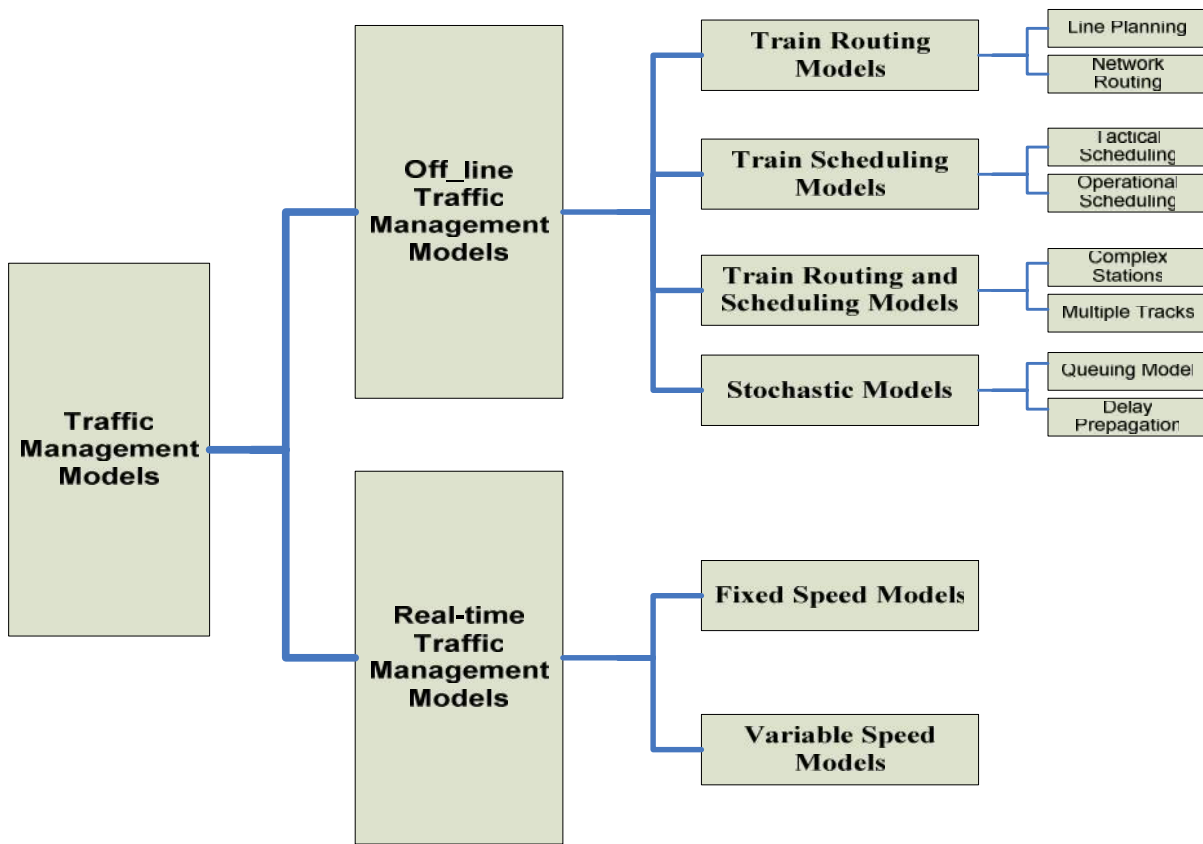 Traffic
Management
Models
Off_line
Traffic
Management
Models
Train Routing
Models
Line Planning
Network
Routing
Train Scheduling
Models
Tactical
Scheduling
Operational
Scheduling
Train Routing and
Scheduling Models
Complex
Stations
Multiple Tracks
Stochastic Models
Queuing Model
Delay
Propagation
Real-time
Traffic
Management
Models
Fixed Speed Models
Variable Speed
Models